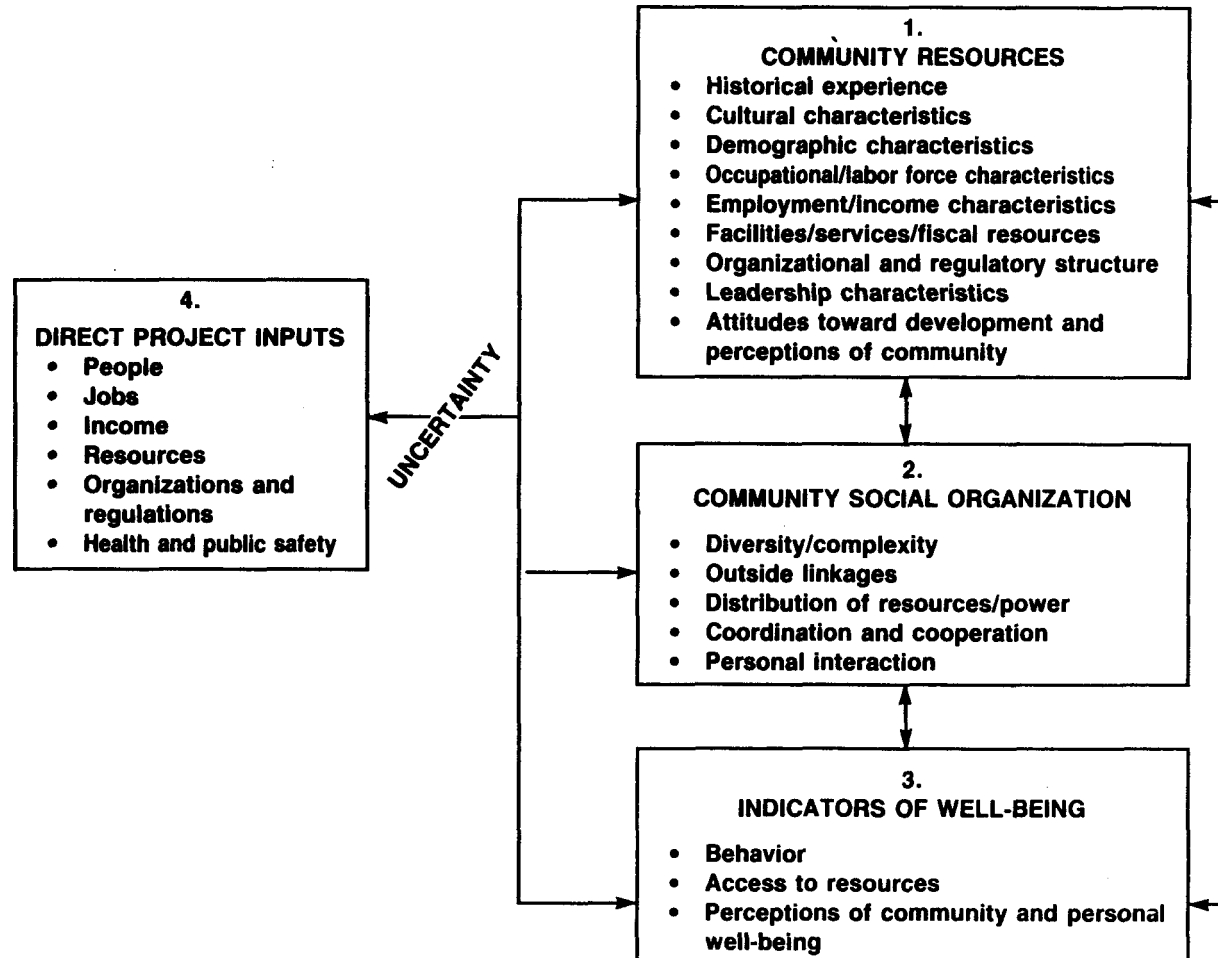 1.
COMMUNITY RESOURCES
• Historical experience
• Cultural characteristics
• Demographic characteristics
• Occupational/labor force characteristics
• Employment/income characteristics
• Facilities/services/fiscal resources
• Organizational and regulatory structure
• Leadership characteristics
• Attitudes toward development and
perceptions of community
4.
DIRECT PROJECT INPUTS
• People
• Jobs
• Income
• Resources
• Organizations and
regulations
• Health and public safety
UNCERTAINTY
2.
COMMUNITY SOCIAL ORGANIZATION
• Diversity/complexity
• Outside linkages
• Distribution of resources/power
• Coordination and cooperation
• Personal interaction
3.
INDICATORS OF WELL-BEING
• Behavior
• Access to resources
• Perceptions of community and personal
well-being